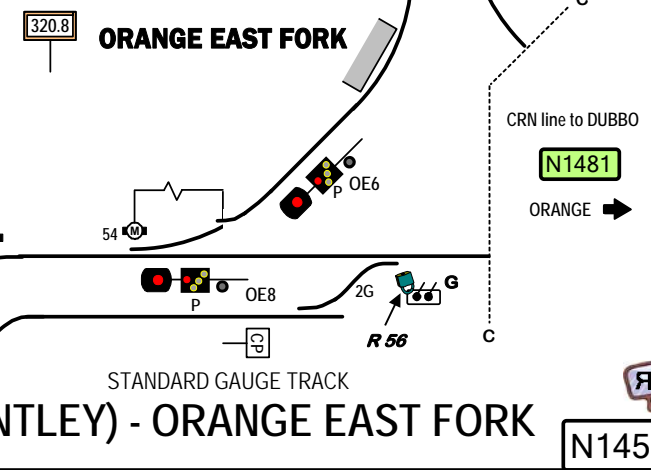 320.8
ORANGE EAST FORK
C
CRN line to DUBBO
N1481
ORANGE
OE6
P
54
M
OE8
P
2G
G
R 56
CP
C
STANDARD GAUGE TRACK
NTLEY) - ORANGE EAST FORK
N145